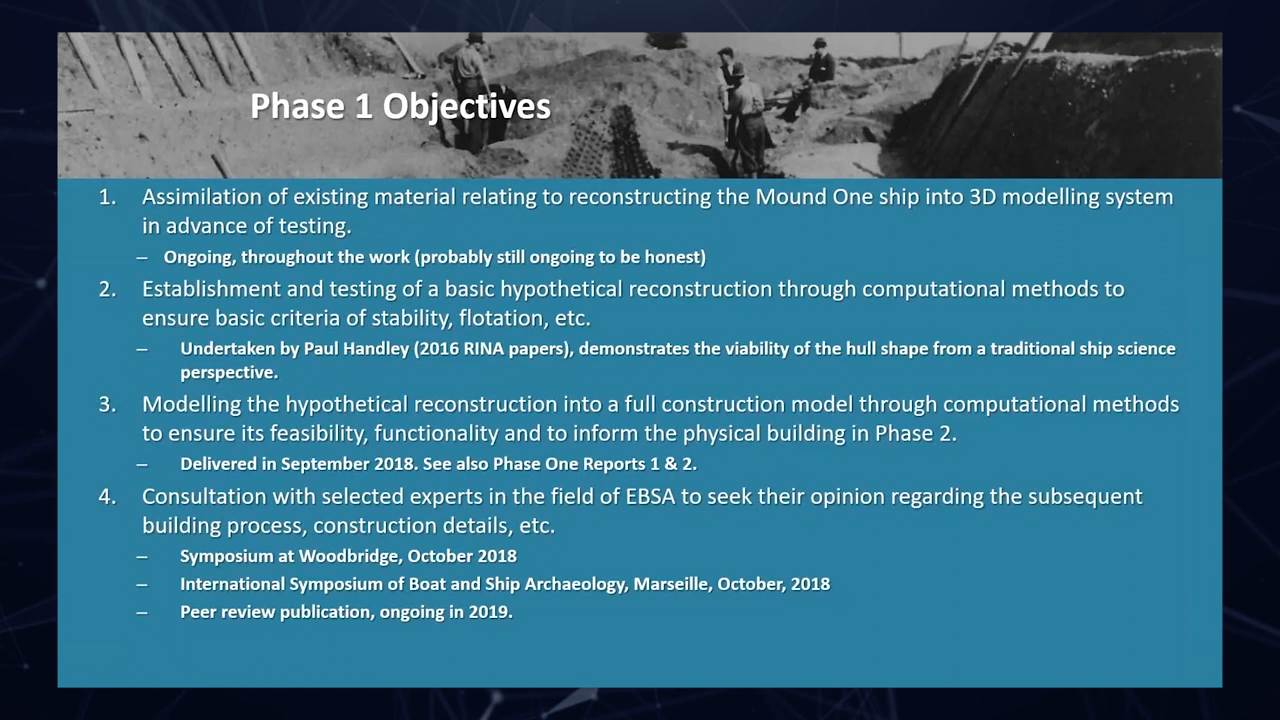 Phase 1 Objectives
1. Assimilation of existing material relating to reconstructing the Mound One ship into 3D modelling system
in advance of testing.
– Ongoing, throughout the work (probably still ongoing to be honest)
2. Establishment and testing of a basic hypothetical reconstruction through computational methods to
ensure basic criteria of stability, flotation, etc.
– Undertaken by Paul Handley (2016 RINA papers), demonstrates the viability of the hull shape from a traditional ship science
perspective.
3. Modelling the hypothetical reconstruction into a full construction model through computational methods
to ensure its feasibility, functionality and to inform the physical building in Phase 2.
– Delivered in September 2018. See also Phase One Reports 1 & 2.
4. Consultation with selected experts in the field of EBSA to seek their opinion regarding the subsequent
building process, construction details, etc.
– Symposium at Woodbridge, October 2018
– International Symposium of Boat and Ship Archaeology, Marseille, October, 2018
– Peer review publication, ongoing in 2019.